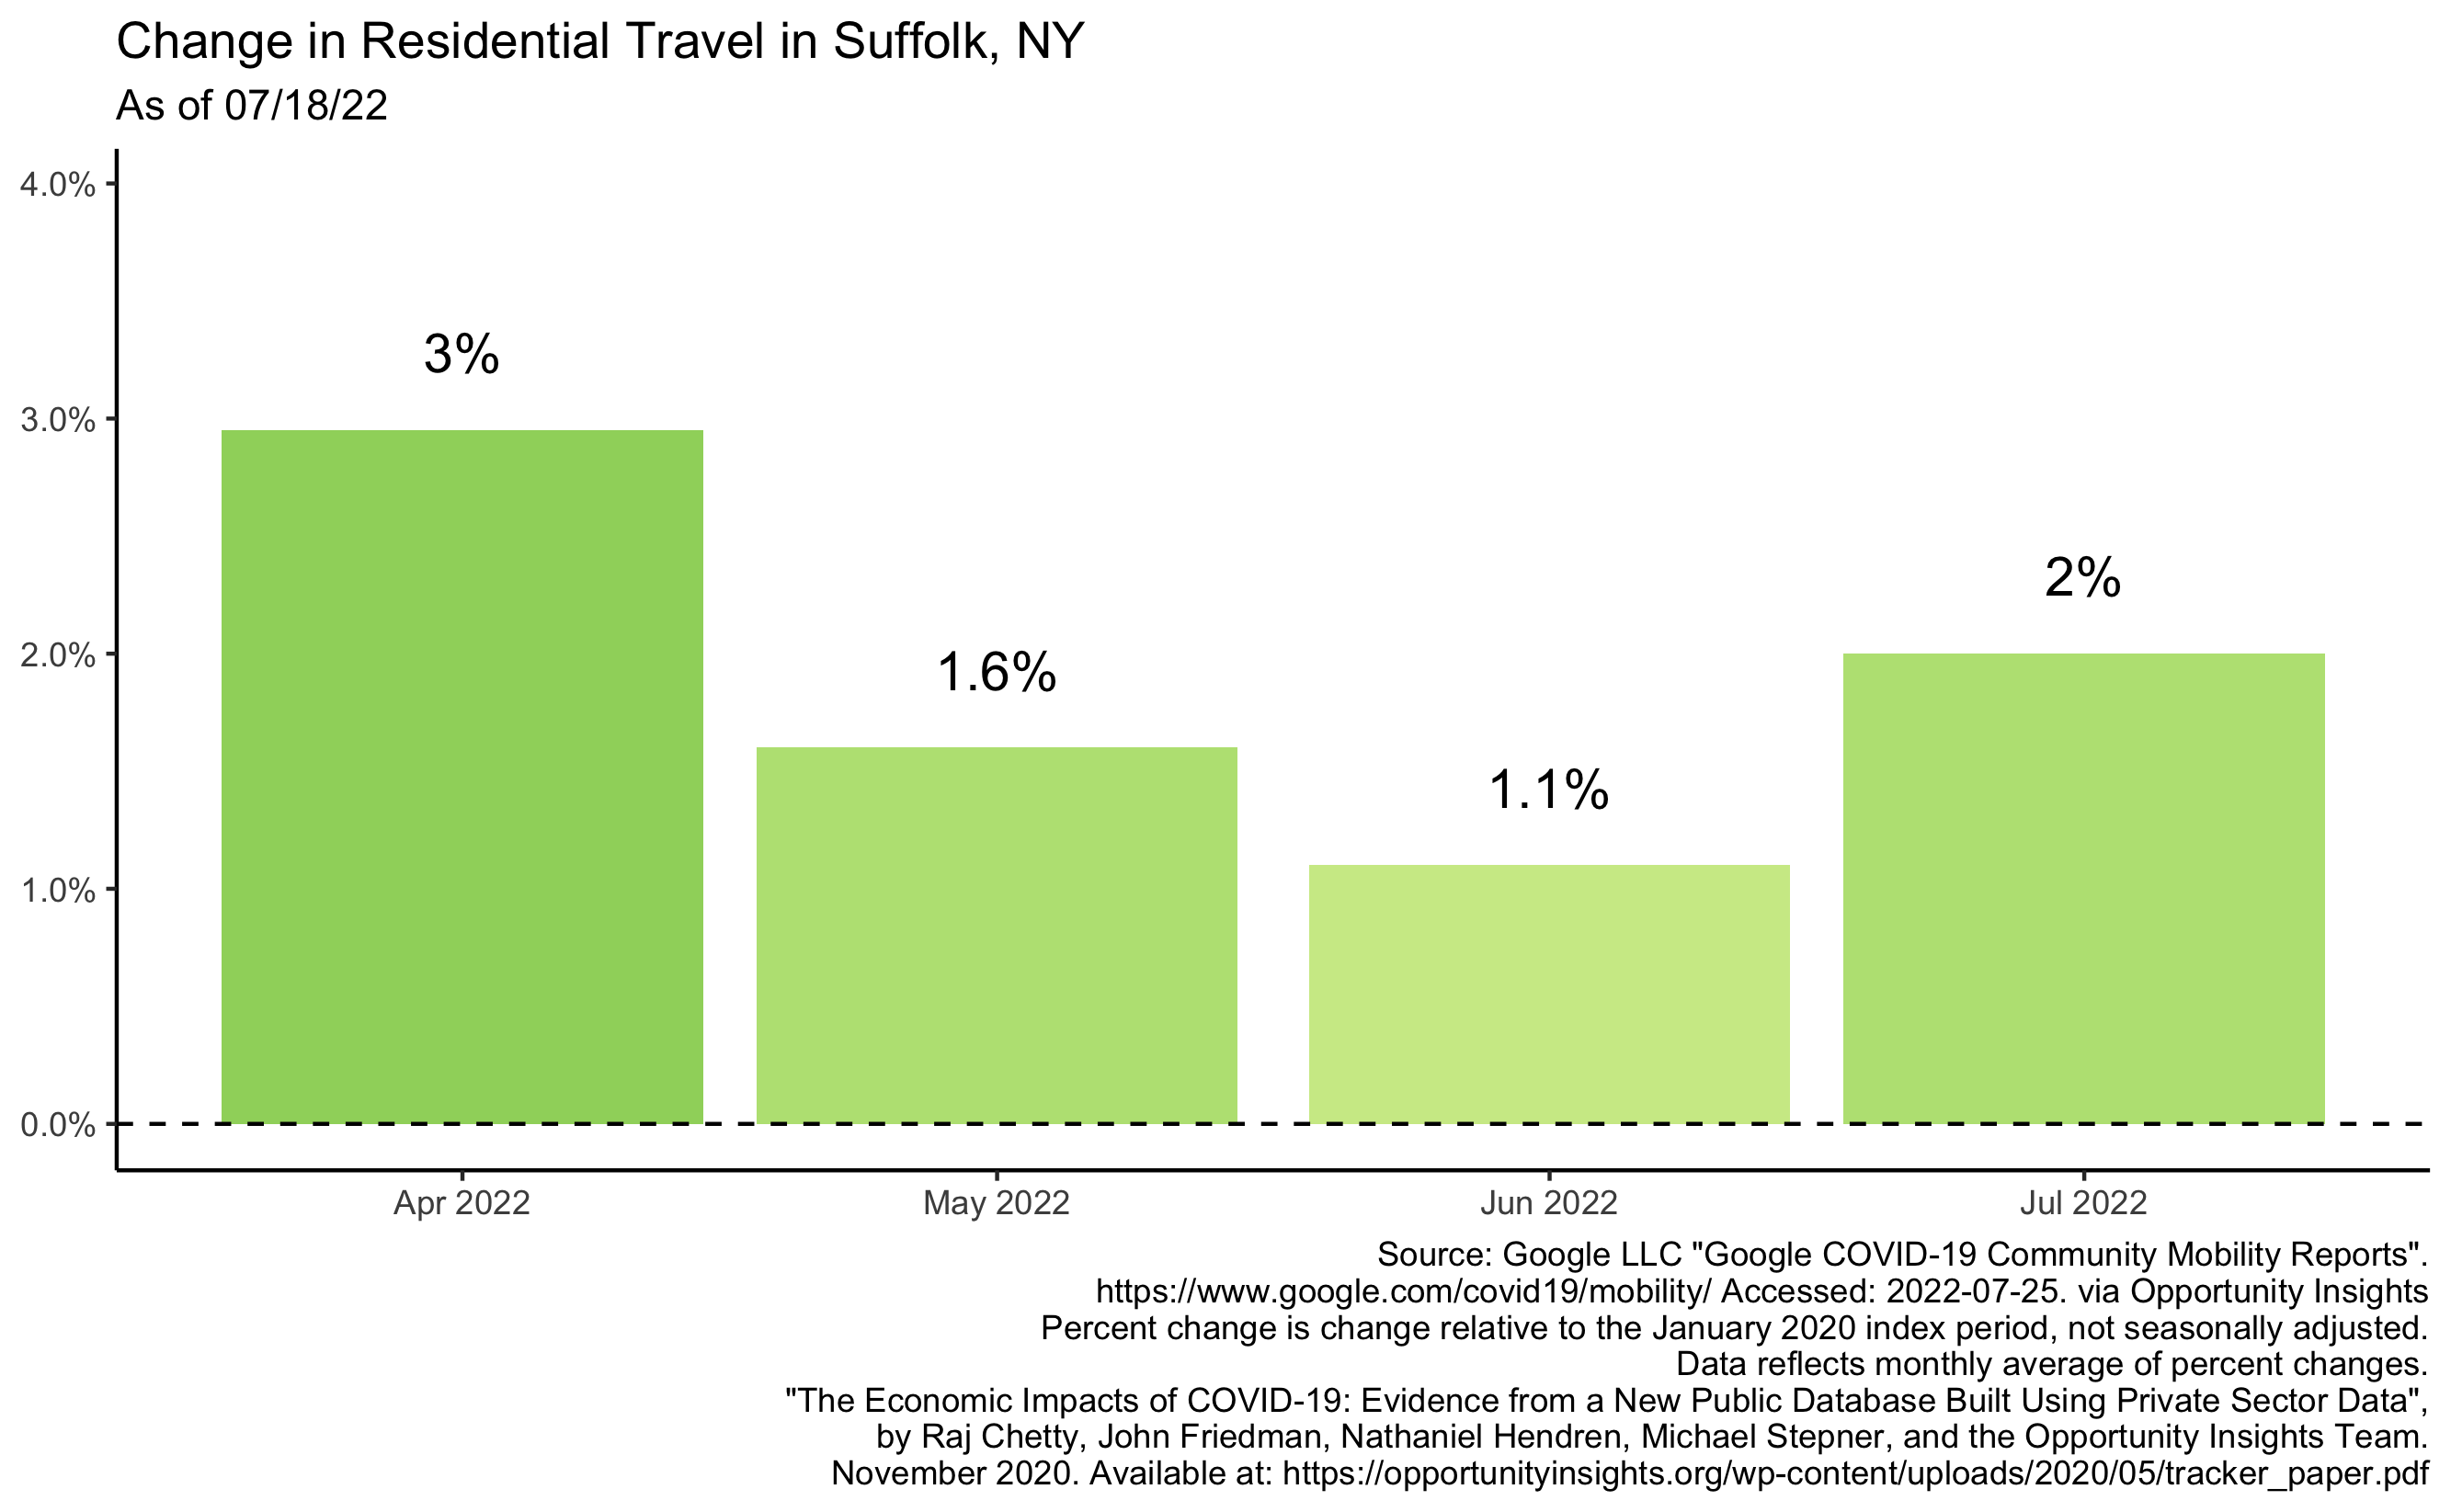 Change in Residential Travel in Suffolk, NY
As of 07/18/22
4.0%
3.0%
2.0%
1.0%
0.0%
3%
1.6%
1.1%
2%
Apr 2022
May 2022
Jun 2022
Jul 2022
Source: Google LLC "Google COVID-19 Community Mobility Reports".
https://www.google.com/covid19/mobility/ Accessed: 2022-07-25. via Opportunity Insights
Percent change is change relative to the January 2020 index period, not seasonally adjusted.
Data reflects monthly average of percent changes.
"The Economic Impacts of COVID-19: Evidence from a New Public Database Built Using Private Sector Data",
by Raj Chetty, John Friedman, Nathaniel Hendren, Michael Stepner, and the Opportunity Insights Team.
November 2020. Available at: https://opportunityinsights.org/wp-content/uploads/2020/05/tracker_paper.pdf